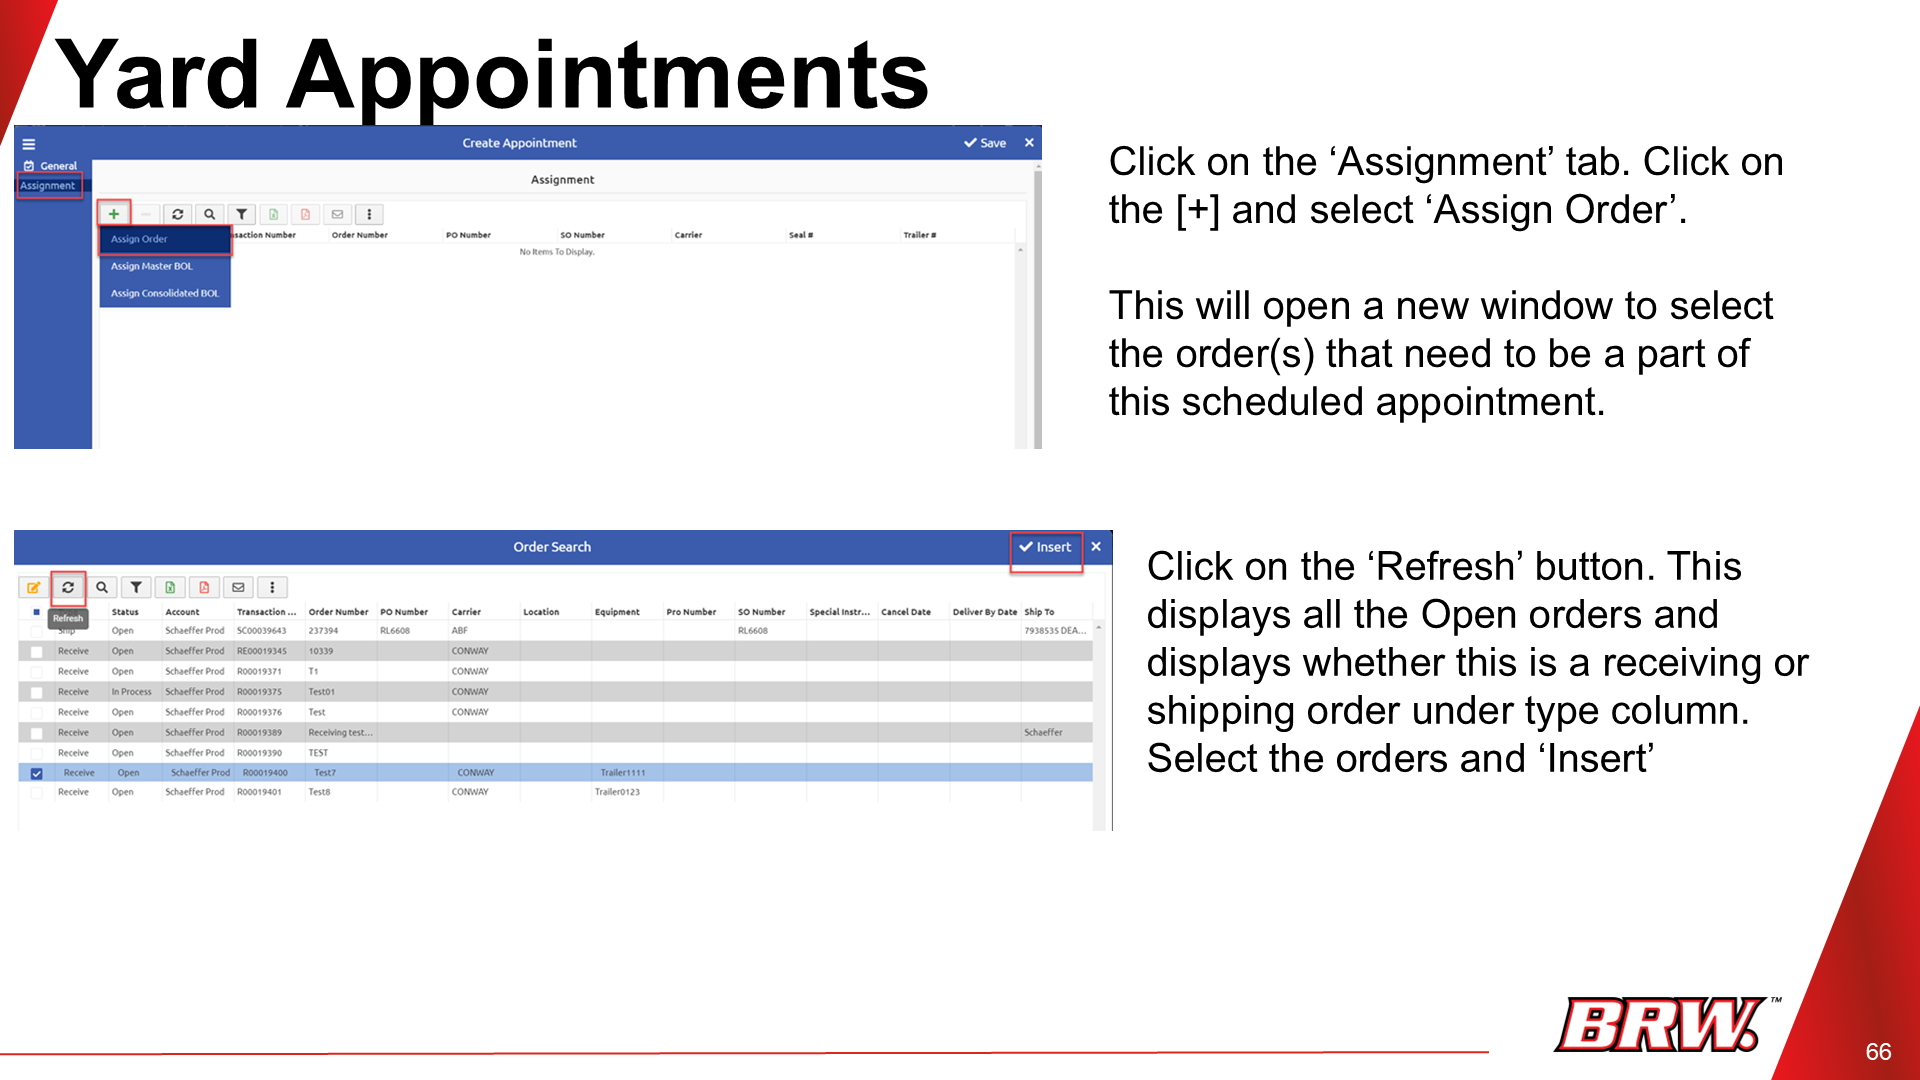 Yard Appointments
Create Appointment
Save
General
Assignment
Assignment
Assign Order
Assign Master BOL
Assign Consolidated BOL
saction Number Order Number PO Number SO Number Carrier Seal # Trailer #
No Items To Display.
Click on the ‘Assignment’ tab. Click on
the [+] and select ‘Assign Order’.
This will open a new window to select
the order(s) that need to be a part of
this scheduled appointment.
Order Search
Insert
Refresh
Status Account Transaction ... Order Number PO Number Carrier Location Equipment Pro Number SO Number Special Instr... Cancel Date Deliver By Date Ship To
Ship Open Schaeffer Prod SC00039643 237394 RL6608 ABF RL6608 7938535 DEA...
Receive Open Schaeffer Prod RE00019345 10339 CONWAY
Receive Open Schaeffer Prod R00019371 T1 CONWAY
Receive In Process Schaeffer Prod R00019375 Test01 CONWAY
Receive Open Schaeffer Prod R00019376 Test CONWAY
Receive Open Schaeffer Prod R00019389 Receiving test... Schaeffer
Receive Open Schaeffer Prod R00019390 TEST
Receive Open Schaeffer Prod R00019400 Test7 CONWAY Trailer1111
Receive Open Schaeffer Prod R00019401 Test8 CONWAY Trailer0123
Click on the ‘Refresh’ button. This
displays all the Open orders and
displays whether this is a receiving or
shipping order under type column.
Select the orders and ‘Insert’
BRW. ™
66